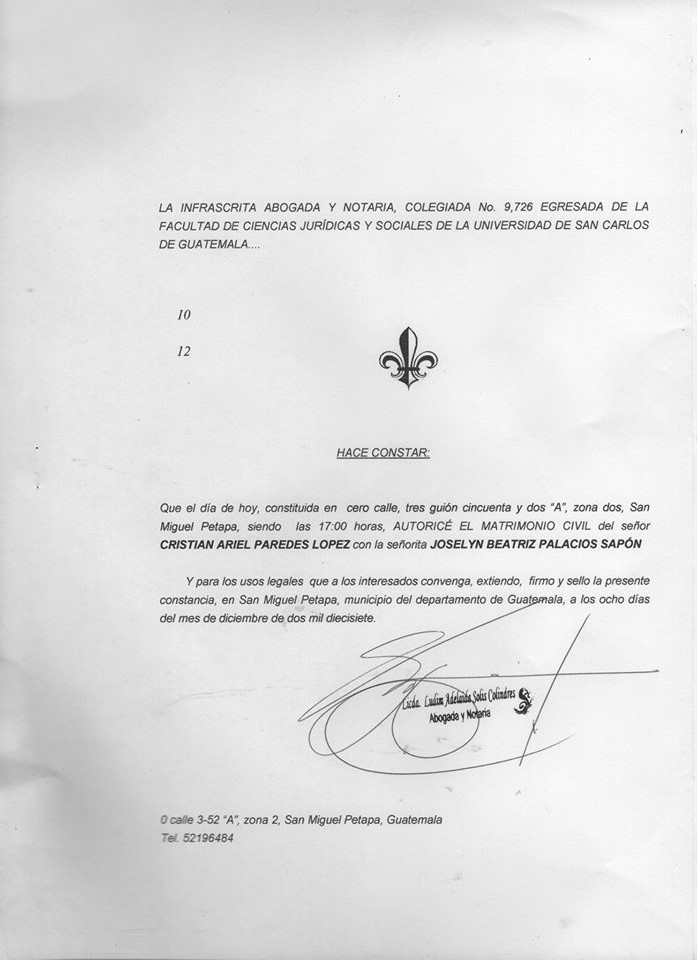 LA INFRASCRITA ABOGADA Y NOTARIA, COLEGIADA No. 9,726 EGRESADA DE LA
FACULTAD DE CIENCIAS JURÍDICAS Y SOCIALES DE LA UNIVERSIDAD DE SAN CARLOS
DE GUATEMALA....
10
12
HACE CONSTAR:
Que el día de hoy, constituida en cero calle, tres guión cincuenta y dos “A”, zona dos, San
Miguel Petapa, siendo las 17:00 horas, AUTORICÉ EL MATRIMONIO CIVIL del señor
CRISTIAN ARIEL PAREDES LOPEZ con la señorita JOSELYN BEATRIZ PALACIOS SAPÓN
Y para los usos legales que a los interesados convenga, extiendo, firmo y sello la presente
constancia, en San Miguel Petapa, municipio del departamento de Guatemala, a los ocho días
del mes de diciembre de dos mil diecisiete.
Licda. Ludim Adelaida Solis Colindres
Abogada y Notaria
0 calle 3-52 “A”, zona 2, San Miguel Petapa, Guatemala
Tel. 52196484